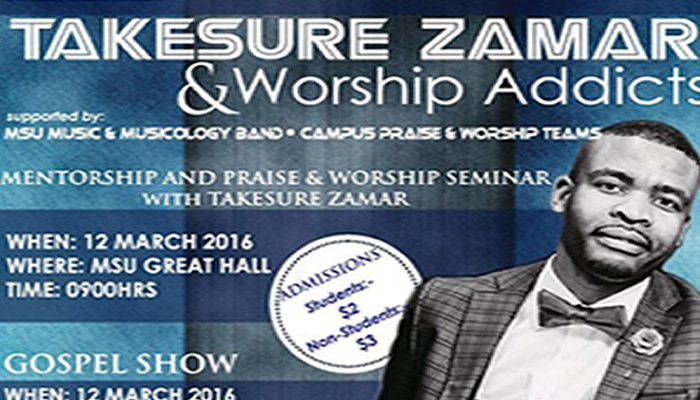 TAKESURE ZAMAR
&Worship Addicts
supported by:
MSU MUSIC & MUSICOLOGY BAND • CAMPUS PRAISE & WORSHIP TEAMS
MENTORSHIP AND PRAISE & WORSHIP SEMINAR
WITH TAKESURE ZAMAR
WHEN: 12 MARCH 2016
WHERE: MSU GREAT HALL
TIME: 0900HRS
ADMISSIONS
Students:-
$2
Non-Students:-
$3
GOSPEL SHOW
WHEN: 12 MARCH 2016